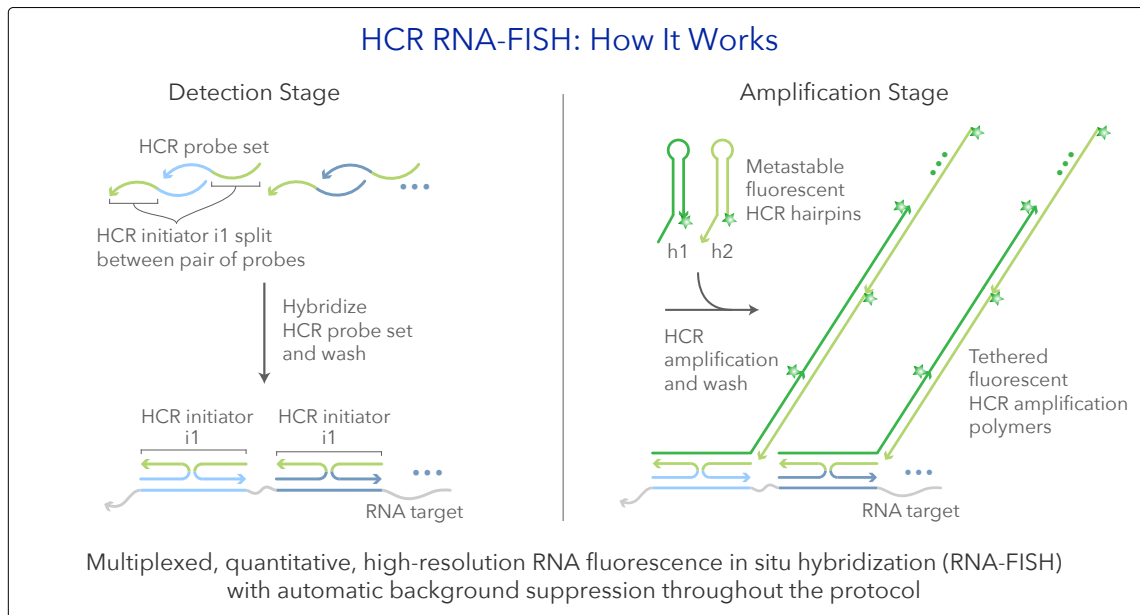 HCR RNA-FISH: How It Works
Detection Stage
HCR probe set
HCR initiator i1 split
between pair of probes
Hybridize
HCR probe set
and wash
HCR initiator
i1
HCR initiator
i1
RNA target
Amplification Stage
Metastable
fluorescent
HCR hairpins
h1
h2
HCR
amplification
and wash
Tethered
fluorescent
HCR amplification
polymers
RNA target
Multiplexed, quantitative, high-resolution RNA fluorescence in situ hybridization (RNA-FISH)
with automatic background suppression throughout the protocol